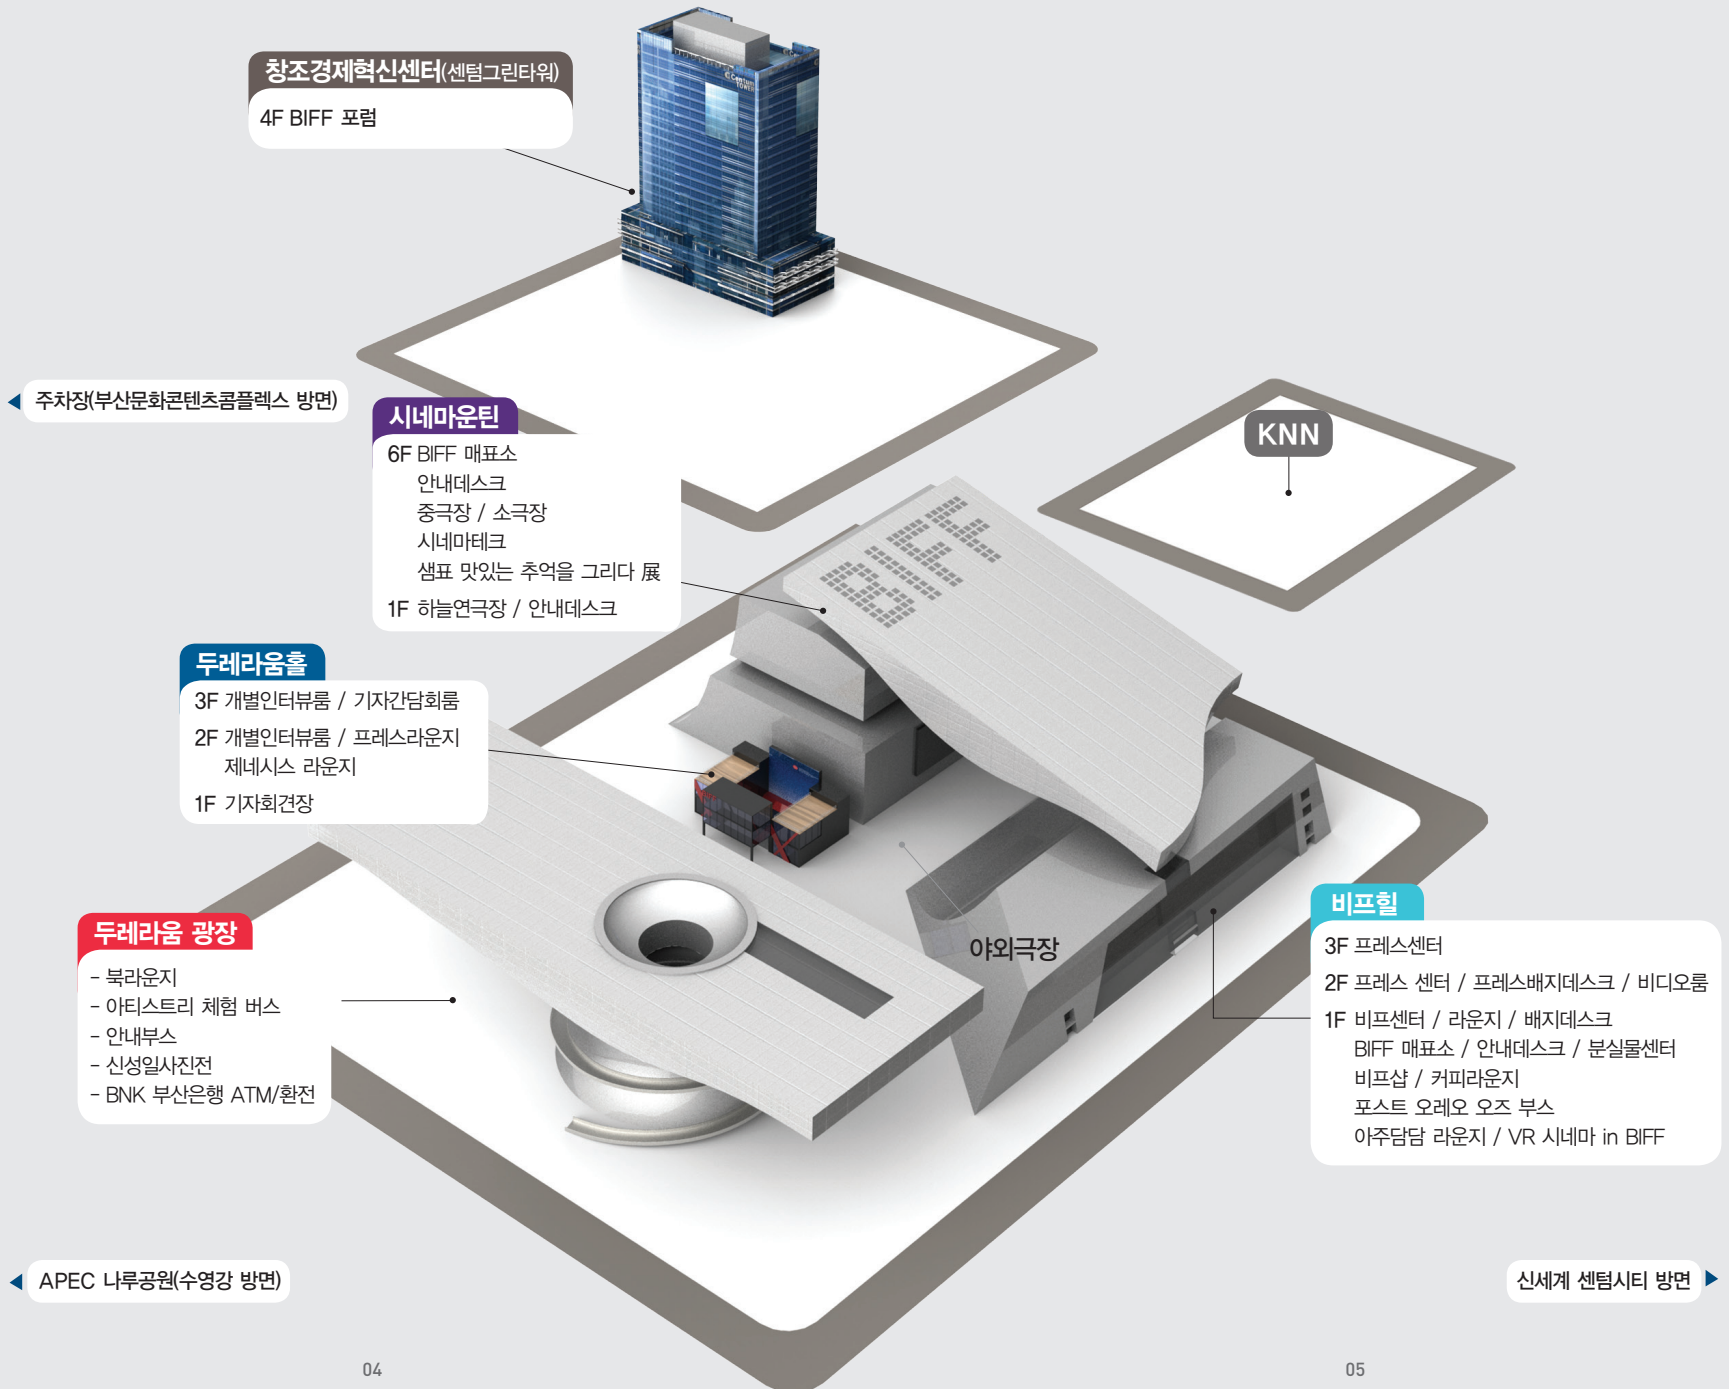 창조경제혁신센터(센텀그린타워)
4F BIFF 포럼
Centum
TOWER
주차장(부산문화콘텐츠콤플렉스 방면)
시네마운틴
6F BIFF 매표소
안내데스크
중극장 / 소극장
시네마테크
샘표 맛있는 추억을 그리다 展
1F 하늘연극장 / 안내데스크
KNN
BIFF
두레라움홀
3F 개별인터뷰룸 / 기자간담회룸
2F 개별인터뷰룸 / 프레스라운지
제네시스 라운지
1F 기자회견장
두레라움 광장
- 북라운지
- 아티스트리 체험 버스
- 안내부스
- 신성일사진전
- BNK 부산은행 ATM/환전
야외극장
비프힐
3F 프레스센터
2F 프레스 센터 / 프레스배지데스크 / 비디오룸
1F 비프센터 / 라운지 / 배지데스크
BIFF 매표소 / 안내데스크 / 분실물센터
비프샵 / 커피라운지
포스트 오레오 오즈 부스
아주담담 라운지 / VR 시네마 in BIFF
APEC 나루공원(수영강 방면)
신세계 센텀시티 방면
04
05